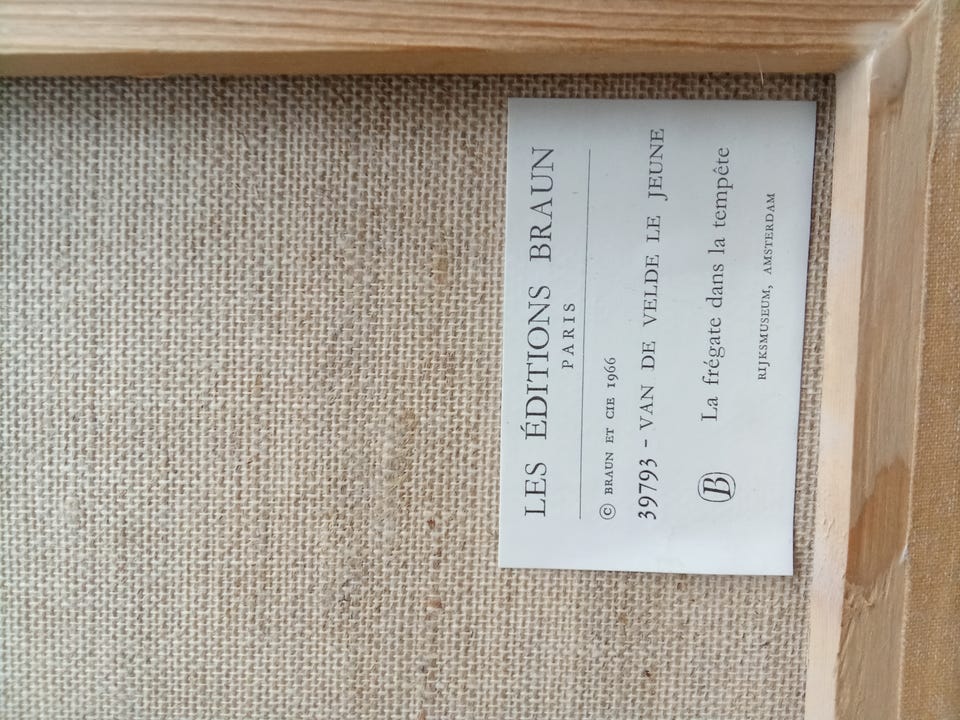 LES ÉDITIONS BRAUN
PARIS
© BRAUN ET CIE 1966
39793 - VAN DE VELDE LE JEUNE
La frégate dans la tempête
B
RIJKSMUSEUM, AMSTERDAM